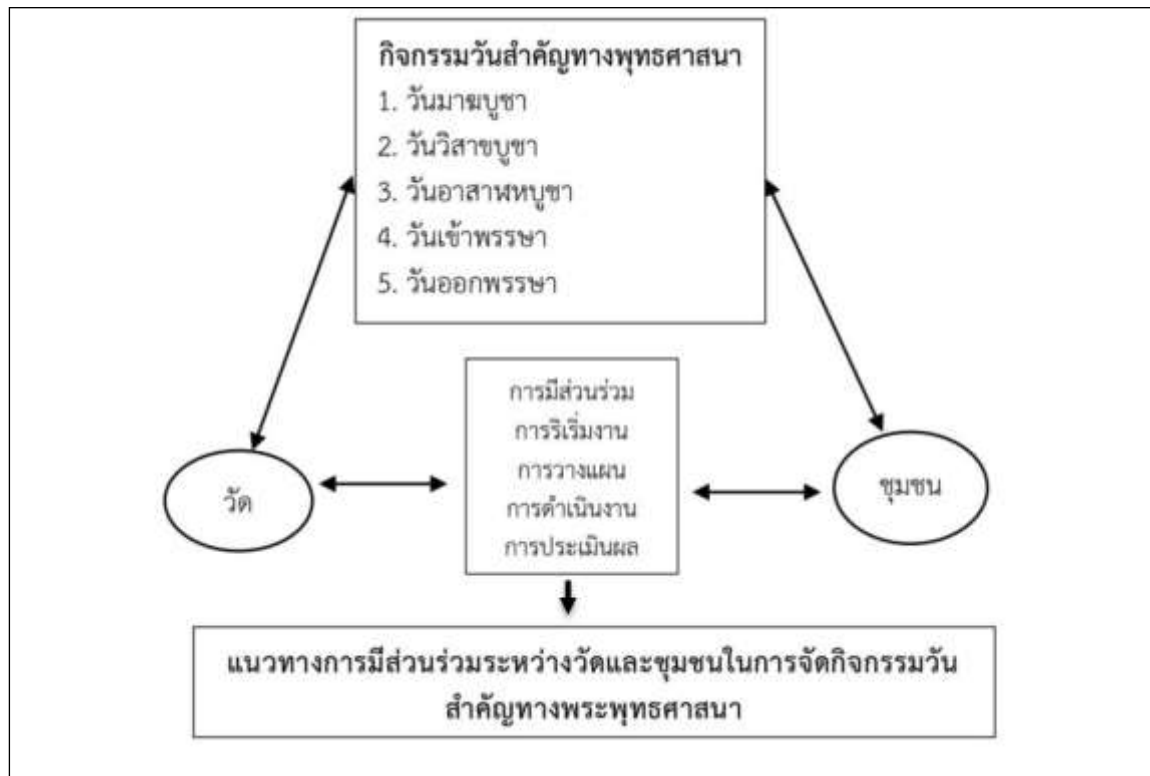 กิจกรรมวันสำคัญทางพุทธศาสนา
1. วันมาฆบูชา
2. วันวิสาขบูชา
3. วันอาสาฬหบูชา
4. วันเข้าพรรษา
5. วันออกพรรษา
การมีส่วนร่วม
การริเริ่มงาน
การวางแผน
การดำเนินงาน
การประเมินผล
วัด
ชุมชน
แนวทางการมีส่วนร่วมระหว่างวัดและชุมชนในการจัดกิจกรรมวัน
สำคัญทางพระพุทธศาสนา